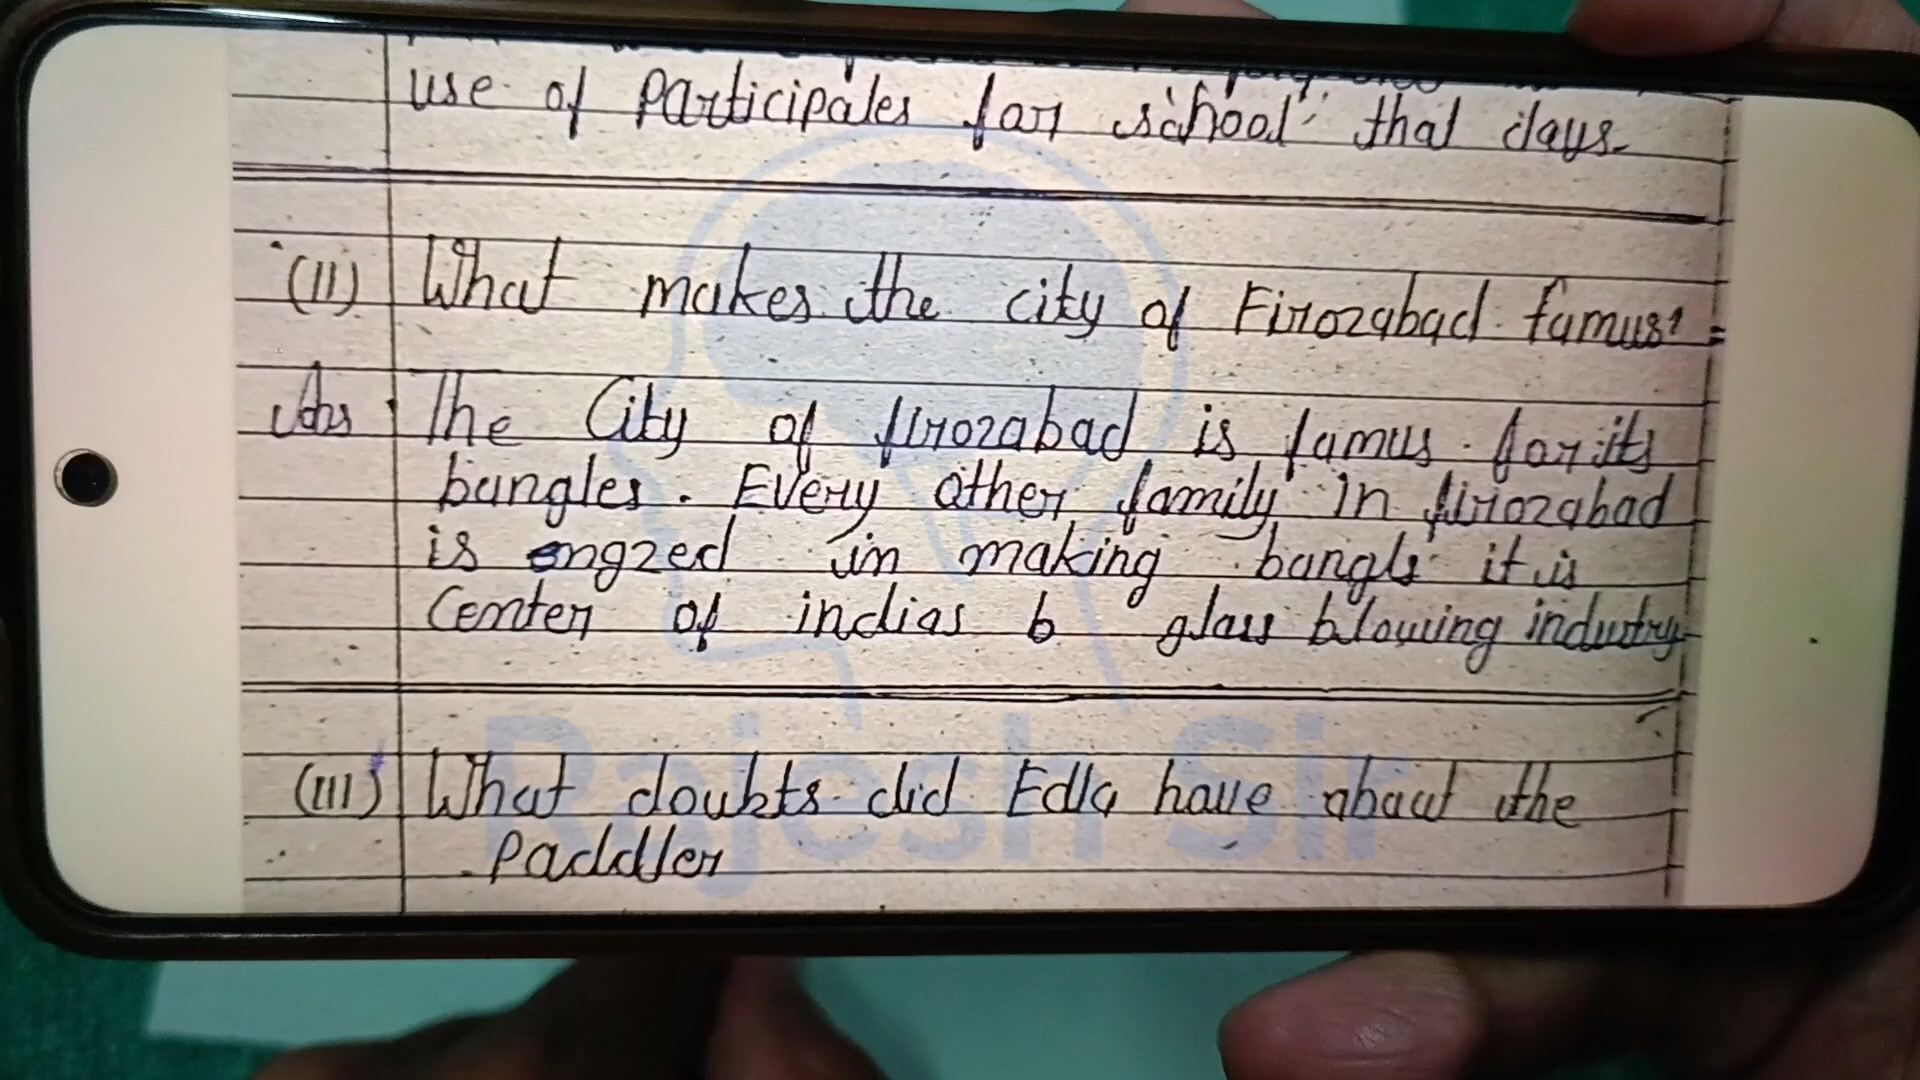 use of participales for school that days
(II) What makes the city of Firozabad famus?
Ans The City of firozabad is famus for its
bangles. Every other family in firozabad
is engzed in making bangls it is
Center of indias b glass blowing industry
Rajesh Sir
(III) What doubts did Edla have about the
Paddler